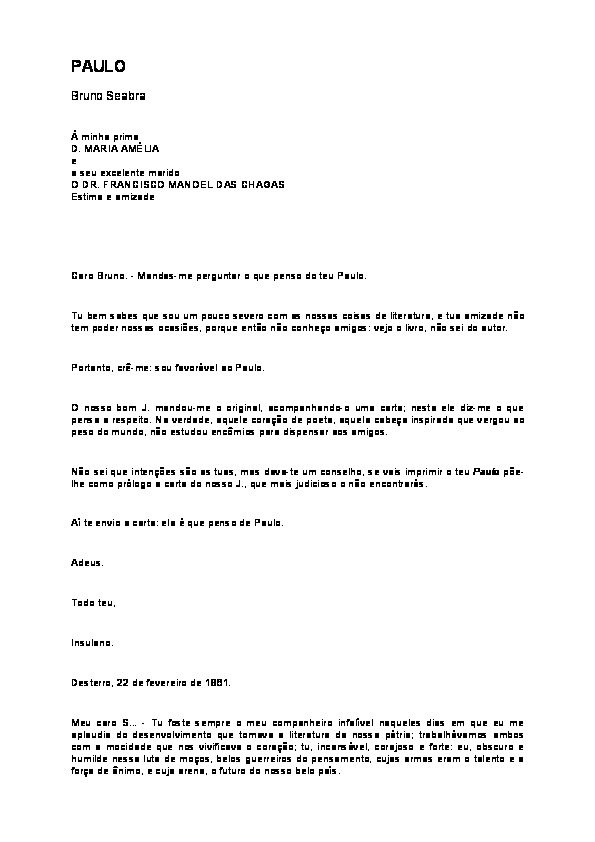 PAULO
Bruno Seabra
À minha prima
D. MARIA AMÉLIA
e
a seu excelente marido
O DR. FRANCISCO MANOEL DAS CHAGAS
Estima e amizade
Caro Bruno. - Mandas-me perguntar o que penso do teu Paulo.
Tu bem sabes que sou um pouco severo com as nossas coisas de literatura, e tua amizade não
tem poder nossas ocasiões, porque então não conheço amigos: vejo o livro, não sei do autor.
Portanto, crê-me: sou favorável ao Paulo.
O nosso bom J. mandou-me o original, acompanhando-o uma carta; nesta ele diz-me o que
pensa a respeito. Na verdade, aquele coração de poeta, aquela cabeça inspirada que vergou ao
peso do mundo, não estudou encômios para dispensar aos amigos.
Não sei que intenções são as tuas, mas devo-te um conselho, se vais imprimir o teu Paulo põe-
lhe como prólogo a carta do nosso J., que mais judicioso o não encontrarás.
Aí te envio a carta: ela é que penso de Paulo.
Adeus.
Todo teu,
Insulano.
Desterro, 22 de fevereiro de 1861.
Meu caro S... - Tu foste sempre o meu companheiro infalível naqueles dias em que eu me
aplaudia do desenvolvimento que tomava a literatura da nossa pátria; trabalhávamos ambos
com a mocidade que nos vivificava o coração; tu, incansável, corajoso e forte: eu, obscuro e
humilde nessa luta de moços, belos guerreiros do pensamento, cujas armas eram o talento e a
força de ânimo, e cuja arena, o futuro do nosso belo país.